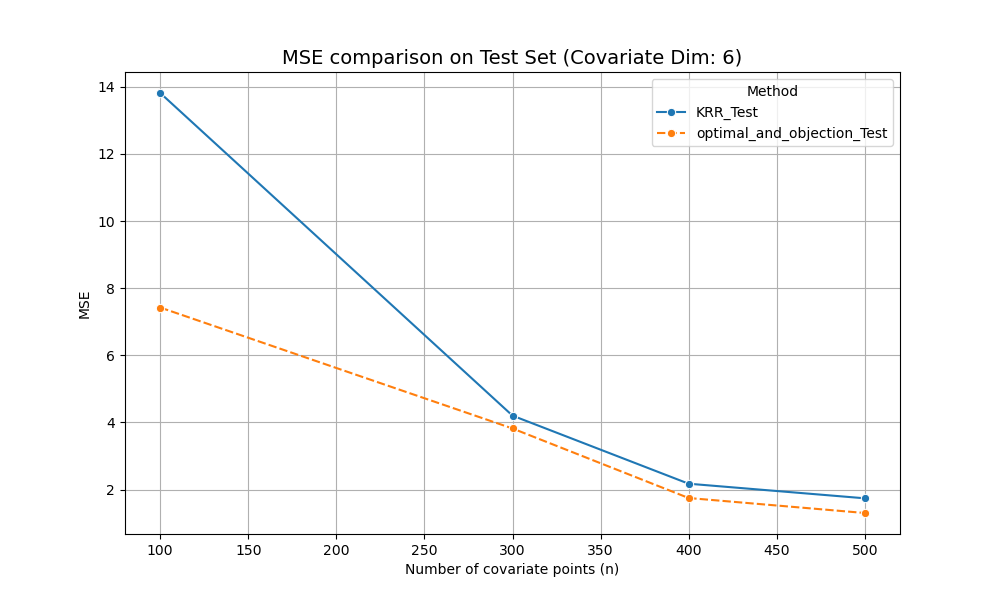 MSE comparison on Test Set (Covariate Dim: 6)
Method
KRR_Test
optimal_and_objection_Test
MSE
14
12
10
8
6
4
2
100 150 200 250 300 350 400 450 500
Number of covariate points (n)